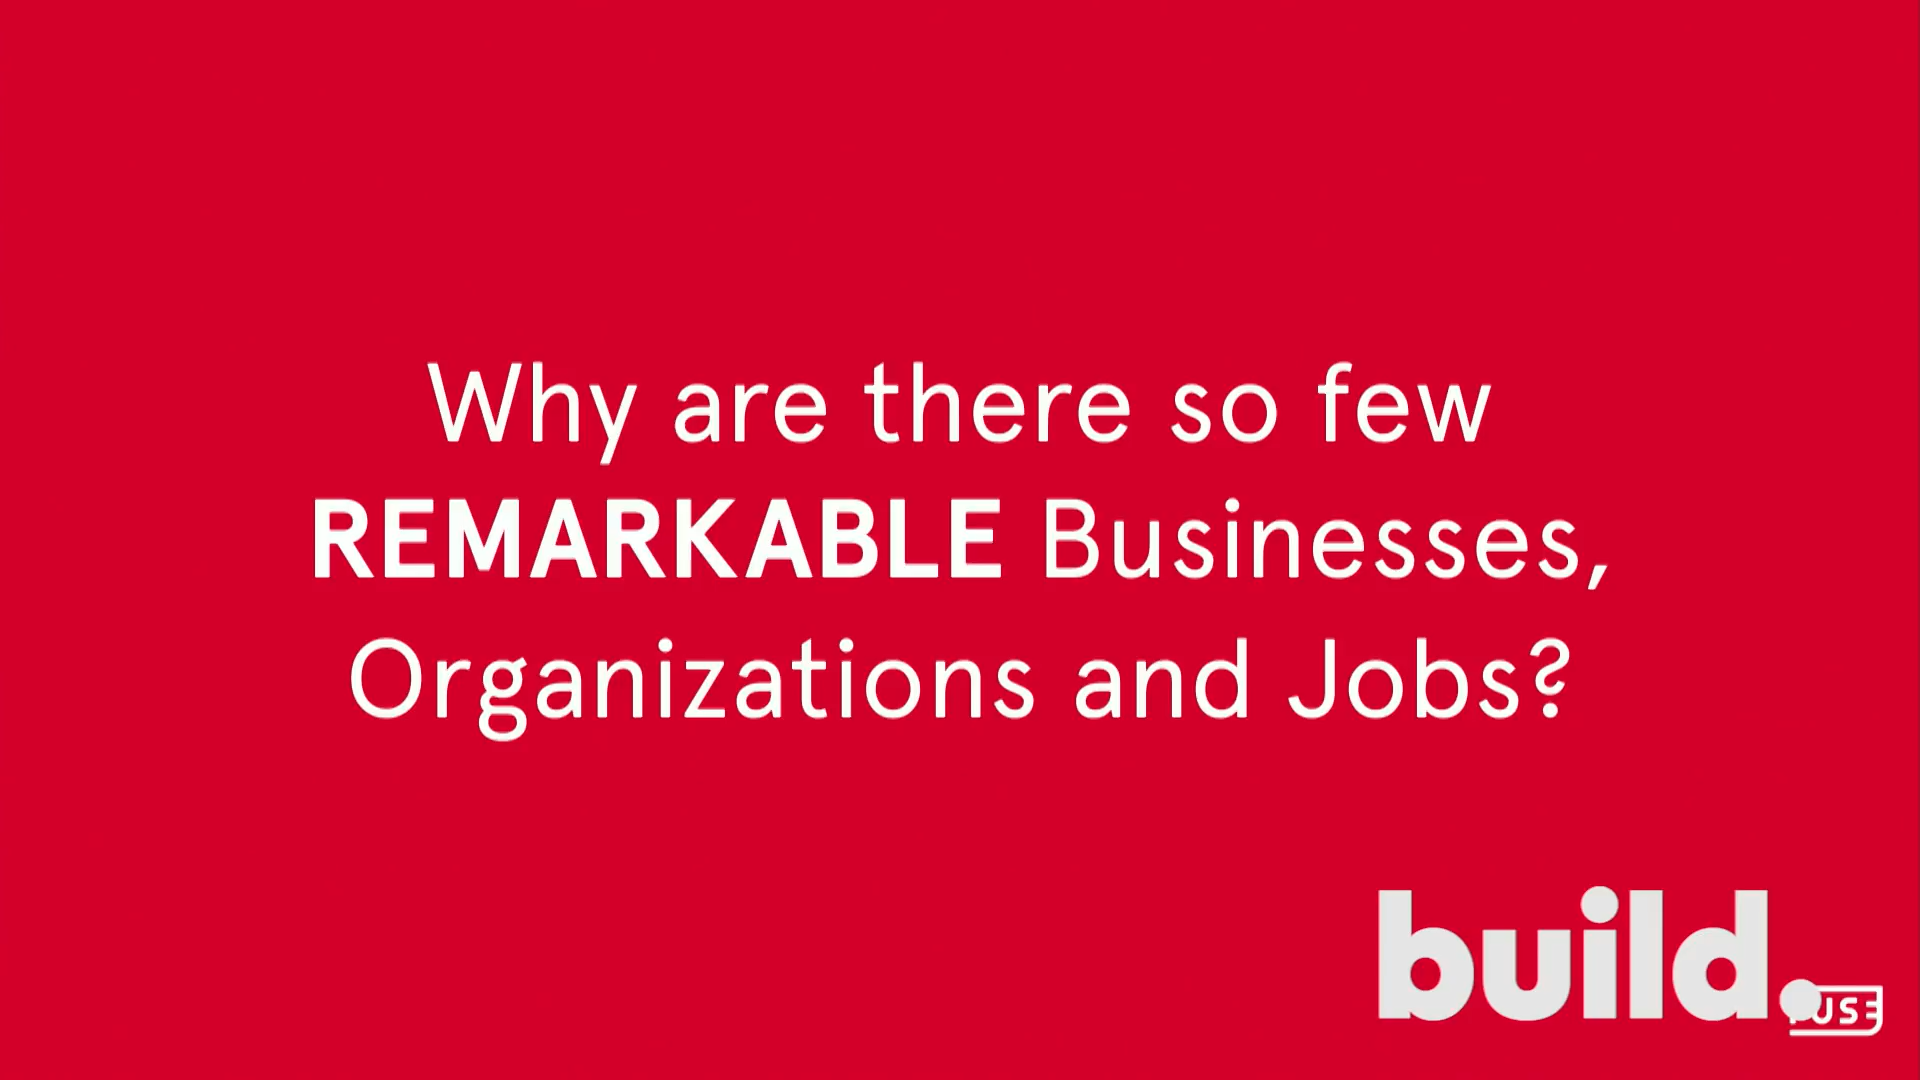 Why are there so few
REMARKABLE Businesses,
Organizations and Jobs?
build.